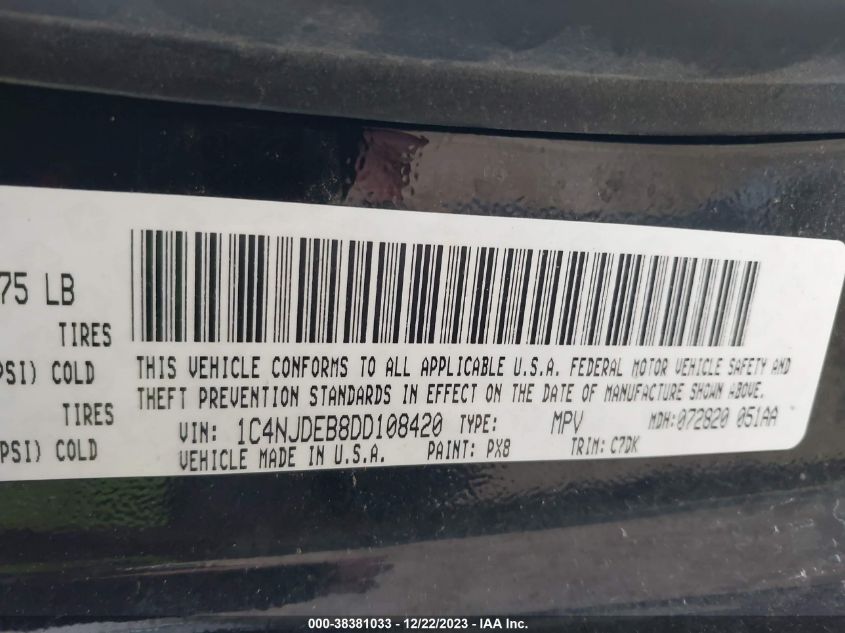 75 LB
TIRES
PSI) COLD
TIRES
PSI) COLD
THIS VEHICLE CONFORMS TO ALL APPLICABLE U.S.A. FEDERAL MOTOR VEHICLE SAFETY AND
THEFT PREVENTION STANDARDS IN EFFECT ON THE DATE OF MANUFACTURE SHOWN ABOVE.
VIN: 1C4NJDEB8DD108420 TYPE: MPV MDH:072820 051AA
VEHICLE MADE IN U.S.A. PAINT: PX8 TRIM: C7DK
000-38381033 - 12/22/2023 - IAA Inc.